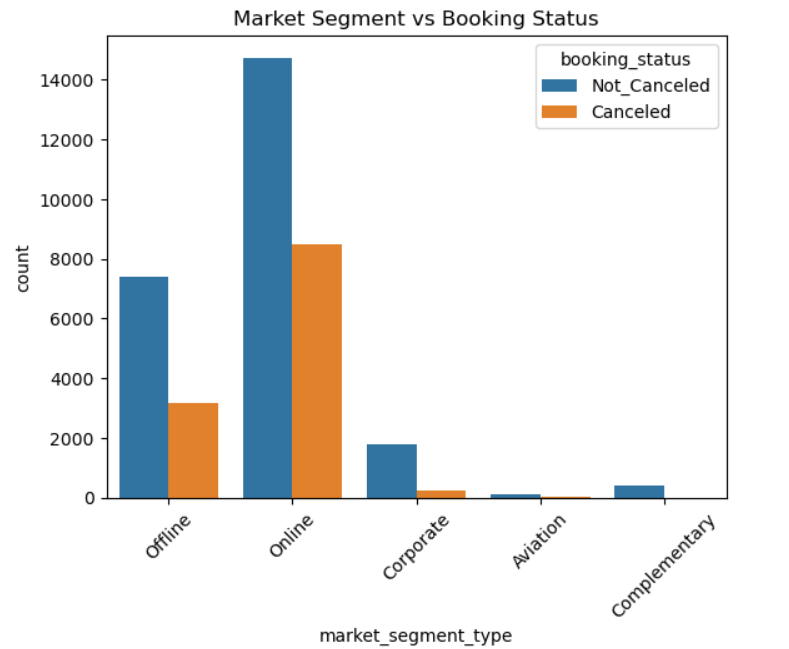 Market Segment vs Booking Status
booking_status
Not_Canceled
Canceled
14000
12000
10000
8000
6000
4000
2000
0
count
Offline
Online
Corporate
Aviation
Complementary
market_segment_type